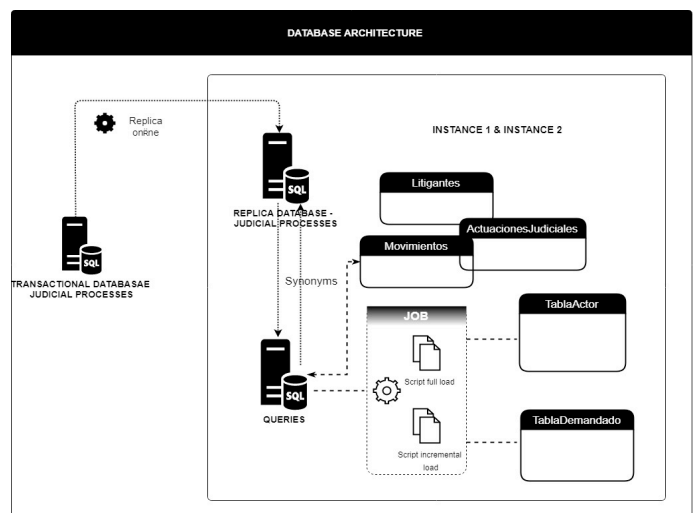 DATABASE ARCHITECTURE
Replica
onRne
INSTANCE 1 & INSTANCE 2
SQL
REPLICA DATABASE -
JUDICIAL PROCESSES
Litigantes
ActuacionesJudiciales
Movimientos
SQL
TRANSACTIONAL DATABASAE
JUDICIAL PROCESSES
Synonyms
JOB
Script full load
TablaActor
SQL
QUERIES
Script incremental
load
TablaDemandado